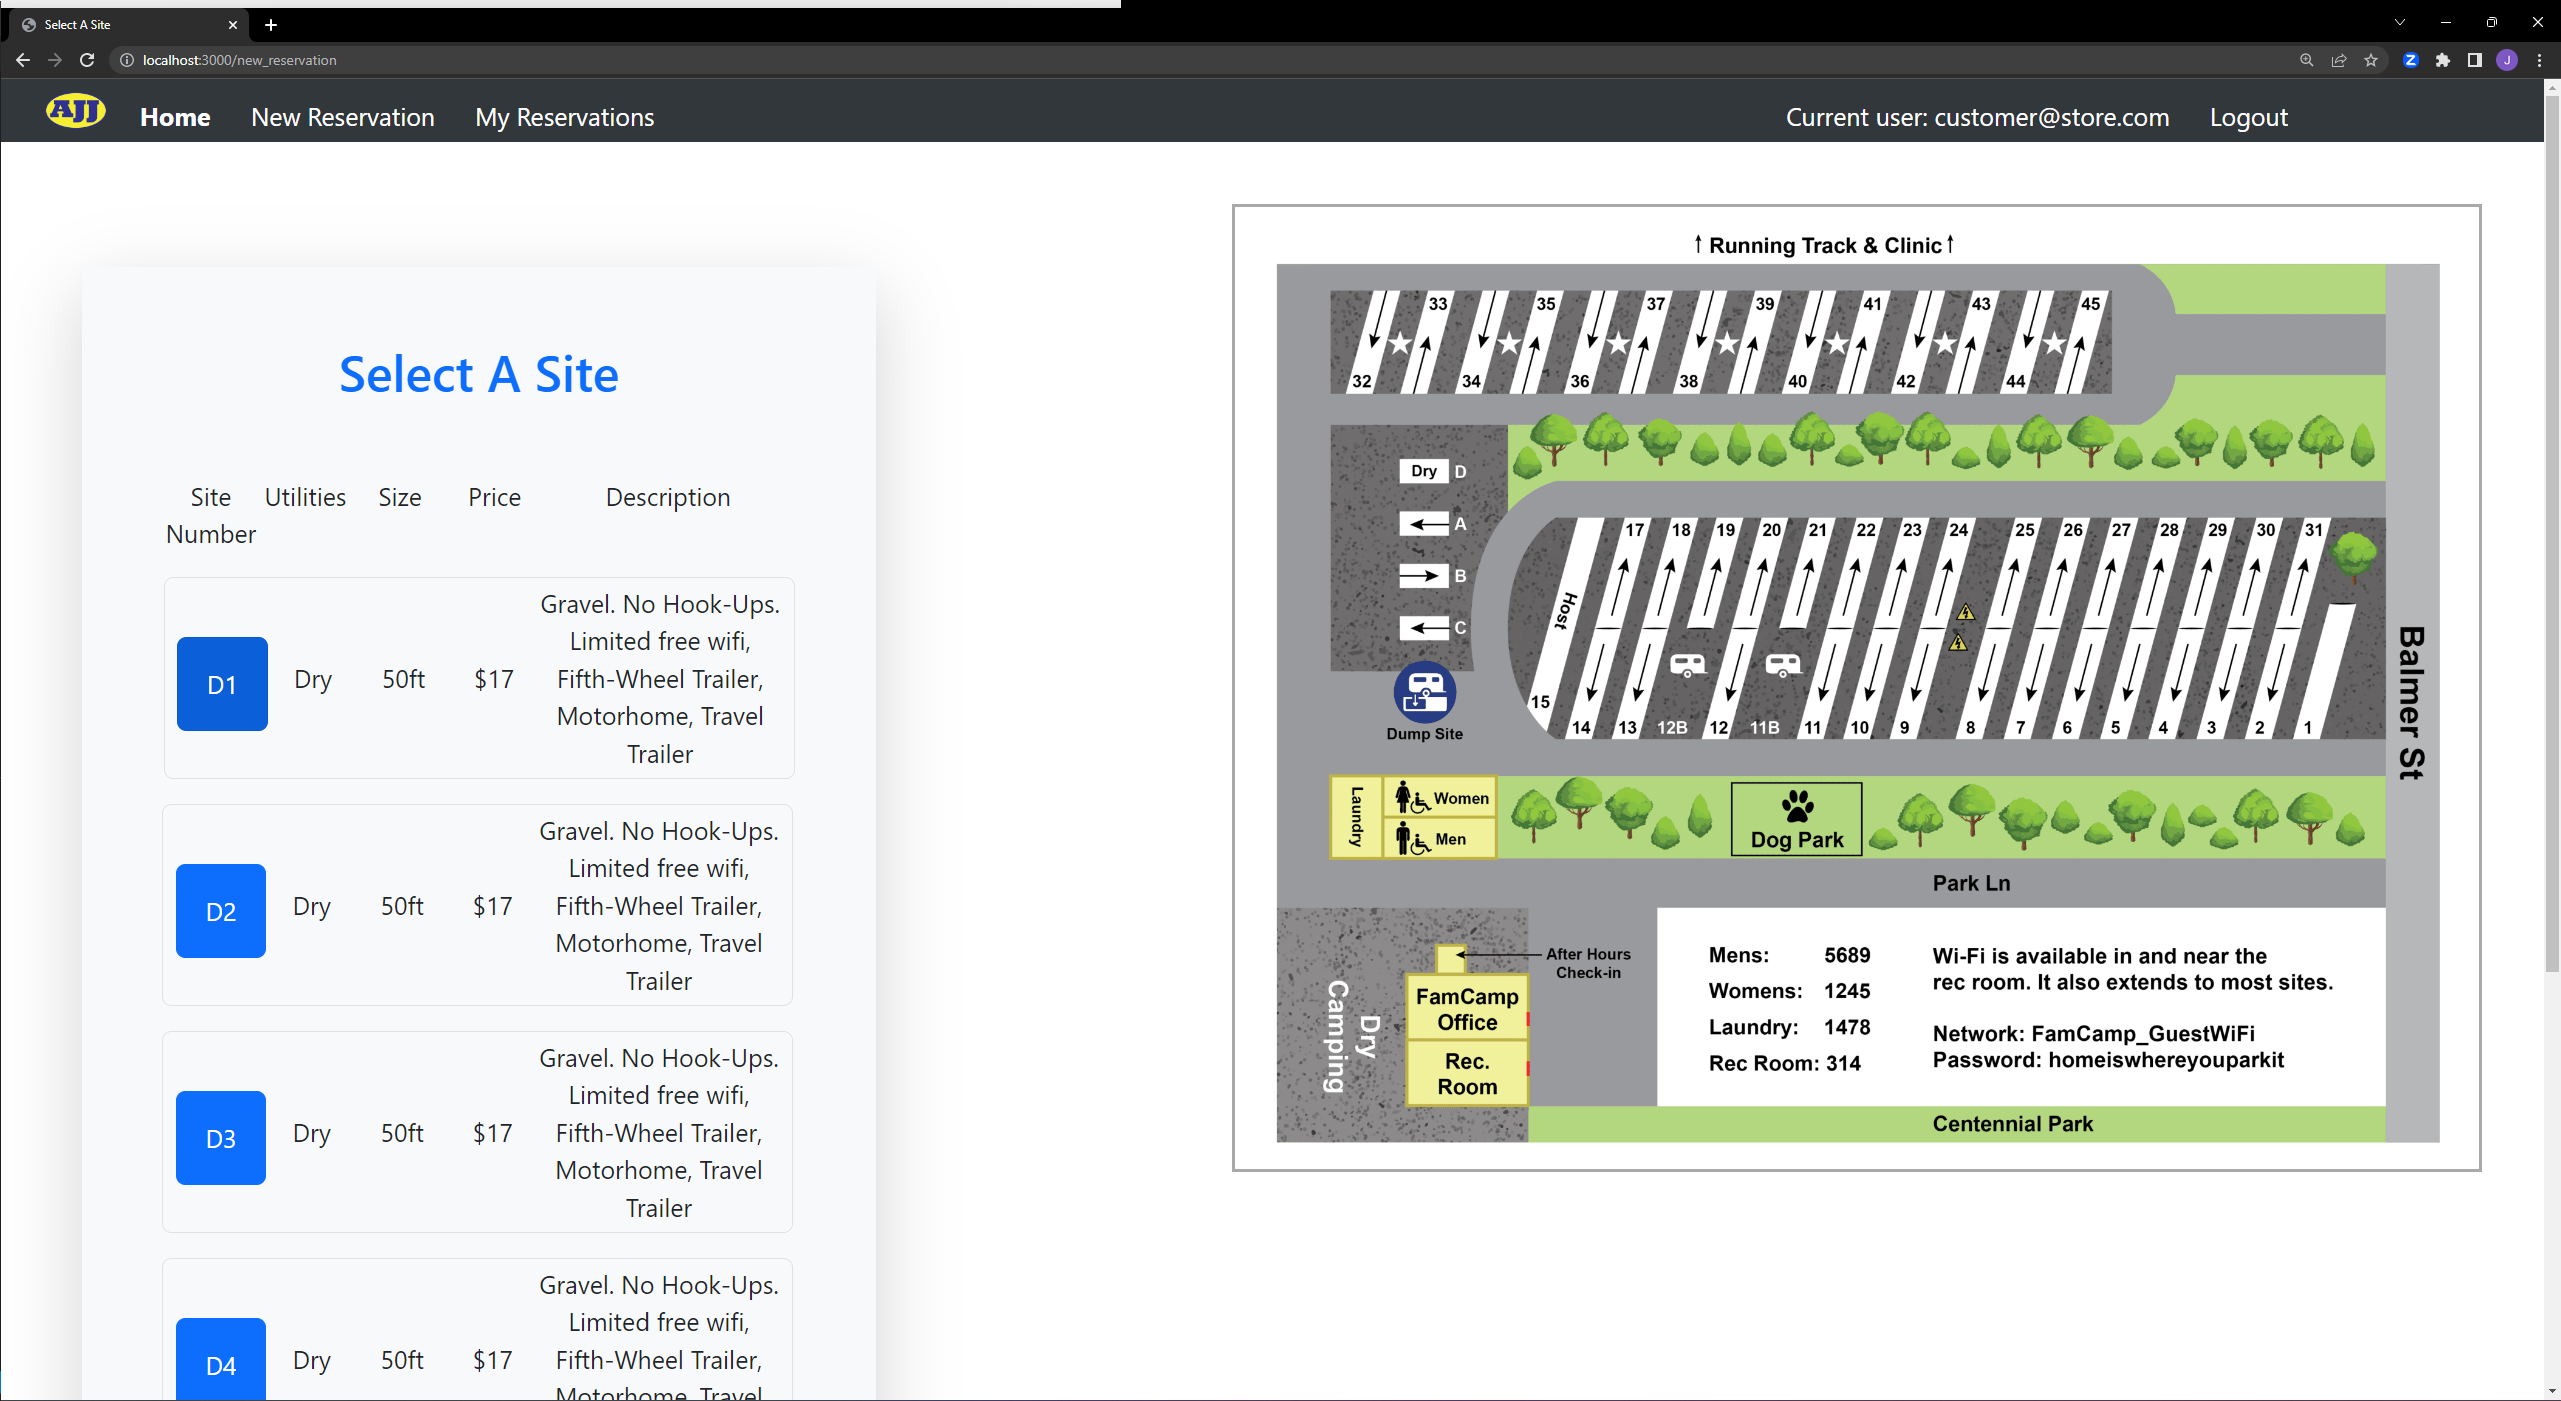 Select A Site
localhost:3000/new_reservation
Z
J
AJJ
Home New Reservation My Reservations
Current user: customer@store.com Logout
Select A Site
Site Number Utilities Size Price Description
D1 Dry 50ft $17
Gravel. No Hook-Ups.
Limited free wifi,
Fifth-Wheel Trailer,
Motorhome, Travel
Trailer
D2 Dry 50ft $17
Gravel. No Hook-Ups.
Limited free wifi,
Fifth-Wheel Trailer,
Motorhome, Travel
Trailer
D3 Dry 50ft $17
Gravel. No Hook-Ups.
Limited free wifi,
Fifth-Wheel Trailer,
Motorhome, Travel
Trailer
D4 Dry 50ft $17
Gravel. No Hook-Ups.
Limited free wifi,
Fifth-Wheel Trailer,
Motorhome, Travel
Running Track & Clinic
33 35 37 39 41 43 45
32 34 36 38 40 42 44
Dry D
A
B
C
Dump Site
17 18 19 20 21 22 23 24 25 26 27 28 29 30 31
Host
15 14 13 12B 12 11B 11 10 9 8 7 6 5 4 3 2 1
Balmer St
Laundry
Women
Men
Dog Park
Park Ln
Dry
Camping
After Hours
Check-in
FamCamp
Office
Rec.
Room
Mens: 5689
Womens: 1245
Laundry: 1478
Rec Room: 314
Wi-Fi is available in and near the
rec room. It also extends to most sites.
Network: FamCamp_GuestWiFi
Password: homeiswhereyouparkit
Centennial Park